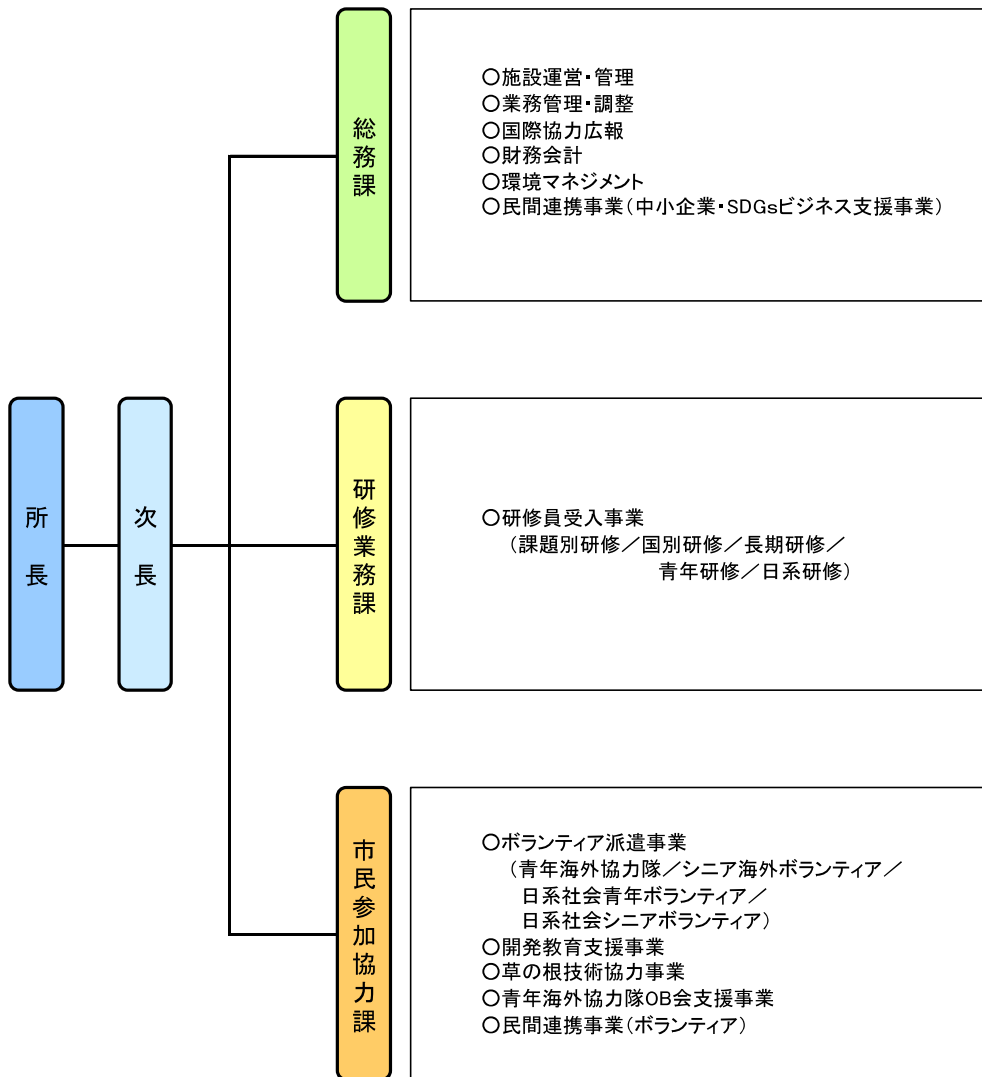 所長
次長
総務課
○施設運営・管理
○業務管理・調整
○国際協力広報
○財務会計
○環境マネジメント
○民間連携事業(中小企業・SDGsビジネス支援事業)
研修業務課
○研修員受入事業
(課題別研修／国別研修／長期研修／
青年研修／日系研修)
市民参加協力課
○ボランティア派遣事業
(青年海外協力隊／シニア海外ボランティア／
日系社会青年ボランティア／
日系社会シニアボランティア)
○開発教育支援事業
○草の根技術協力事業
○青年海外協力隊OB会支援事業
○民間連携事業(ボランティア)